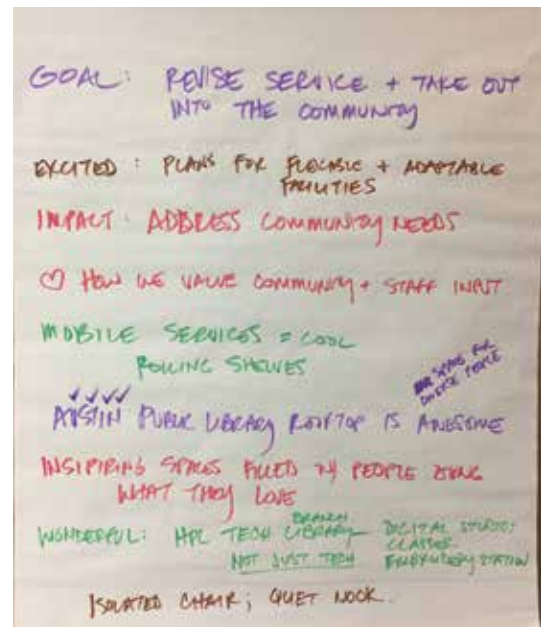 GOAL: REVISE SERVICE + TAKE OUT
INTO THE COMMUNITY
EXCITED: PLANS FOR FLEXIBLE + ADAPTABLE
FACILITIES
IMPACT: ADDRESS COMMUNITY NEEDS
♡ HOW WE VALUE COMMUNITY + STAFF INPUT
MOBILE SERVICES = COOL
ROLLING SHELVES
SPACE FOR
PEOPLE
AUSTIN PUBLIC LIBRARY ROOFTOP IS AWESOME
INSIPIRING SPACES FILLED W/ PEOPLE DOING
WHAT THEY LOVE
BRANCH
WONDERFUL: HPL TECH LIBRARY
NOT JUST TECH
DIGITAL STUDIO,
CLASSES
EMBROIDERY STATION
ISOLATED CHAIR; QUIET NOOK.